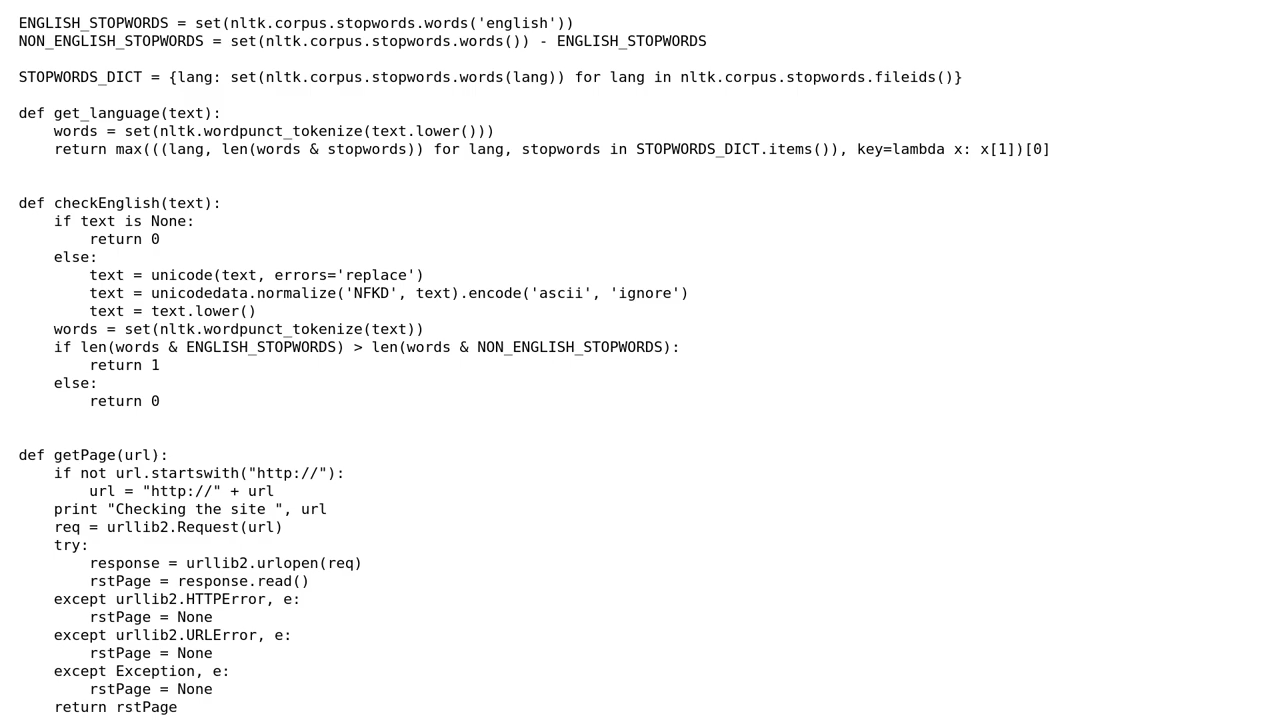 ENGLISH_STOPWORDS = set(nltk.corpus.stopwords.words('english'))
NON_ENGLISH_STOPWORDS = set(nltk.corpus.stopwords.words()) - ENGLISH_STOPWORDS

STOPWORDS_DICT = {lang: set(nltk.corpus.stopwords.words(lang)) for lang in nltk.corpus.stopwords.fileids()}

def get_language(text):
    words = set(nltk.wordpunct_tokenize(text.lower()))
    return max(((lang, len(words & stopwords)) for lang, stopwords in STOPWORDS_DICT.items()), key=lambda x: x[1])[0]


def checkEnglish(text):
    if text is None:
        return 0
    else:
        text = unicode(text, errors='replace')
        text = unicodedata.normalize('NFKD', text).encode('ascii', 'ignore')
        text = text.lower()
    words = set(nltk.wordpunct_tokenize(text))
    if len(words & ENGLISH_STOPWORDS) > len(words & NON_ENGLISH_STOPWORDS):
        return 1
    else:
        return 0


def getPage(url):
    if not url.startswith("http://"):
        url = "http://" + url
    print "Checking the site ", url
    req = urllib2.Request(url)
    try:
        response = urllib2.urlopen(req)
        rstPage = response.read()
    except urllib2.HTTPError, e:
        rstPage = None
    except urllib2.URLError, e:
        rstPage = None
    except Exception, e:
        rstPage = None
    return rstPage